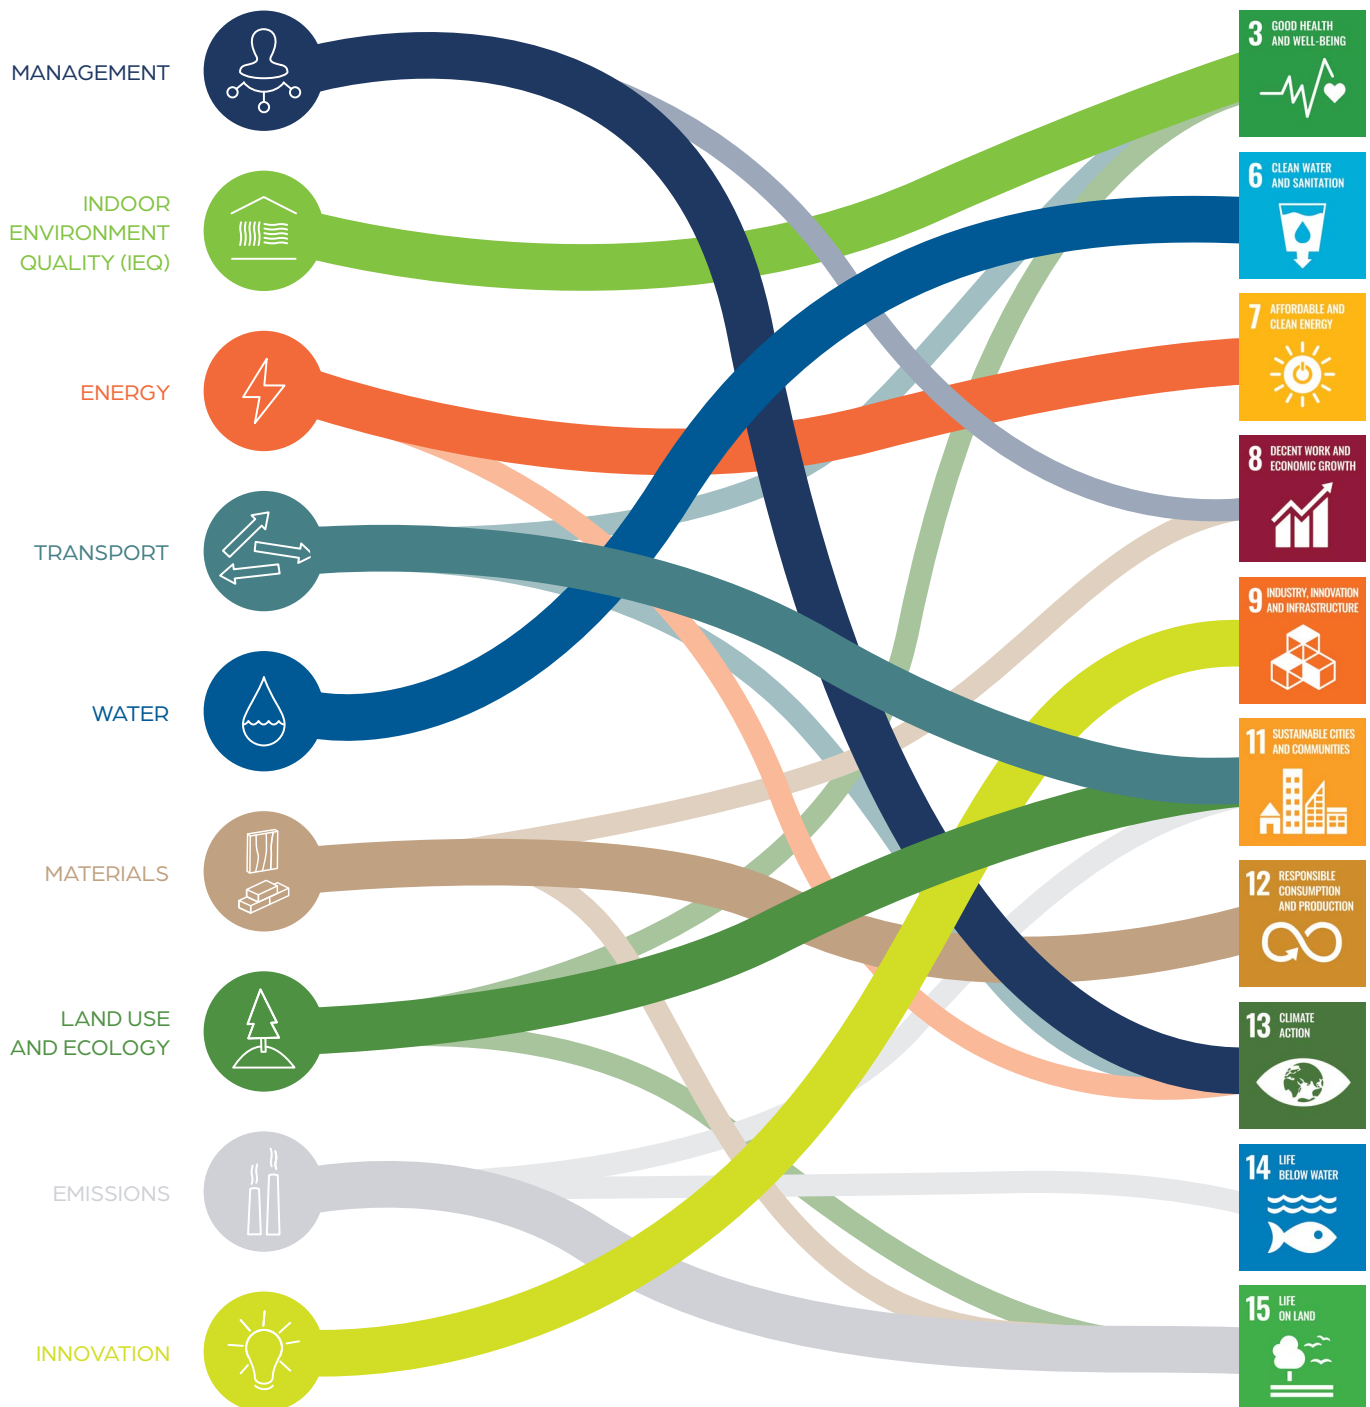 MANAGEMENT
INDOOR
ENVIRONMENT
QUALITY (IEQ)
ENERGY
TRANSPORT
WATER
MATERIALS
LAND USE
AND ECOLOGY
EMISSIONS
INNOVATION
3 GOOD HEALTH
AND WELL-BEING
6 CLEAN WATER
AND SANITATION
7 AFFORDABLE AND
CLEAN ENERGY
8 DECENT WORK AND
ECONOMIC GROWTH
9 INDUSTRY, INNOVATION
AND INFRASTRUCTURE
11 SUSTAINABLE CITIES
AND COMMUNITIES
12 RESPONSIBLE
CONSUMPTION
AND PRODUCTION
13 CLIMATE
ACTION
14 LIFE
BELOW WATER
15 LIFE
ON LAND